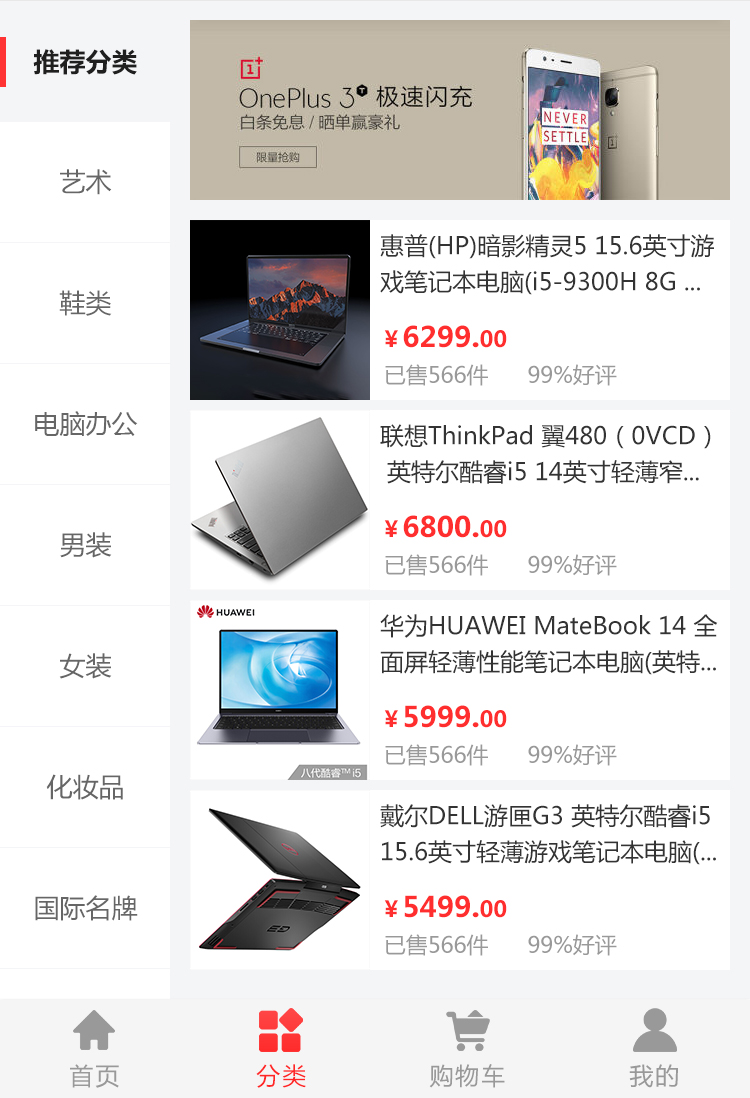 推荐分类
艺术
鞋类
电脑办公
男装
女装
化妆品
国际名牌
OnePlus 3T 极速闪充
白条免息 / 晒单赢豪礼
限量抢购
NEVER
SETTLE
惠普(HP)暗影精灵5 15.6英寸游
戏笔记本电脑(i5-9300H 8G ...
¥6299.00
已售566件 99%好评
联想ThinkPad 翼480（0VCD）
英特尔酷睿i5 14英寸轻薄窄...
¥6800.00
已售566件 99%好评
HUAWEI
八代酷睿™ i5
华为HUAWEI MateBook 14 全
面屏轻薄性能笔记本电脑(英特...
¥5999.00
已售566件 99%好评
戴尔DELL游匣G3 英特尔酷睿i5
15.6英寸轻薄游戏笔记本电脑(...
¥5499.00
已售566件 99%好评
首页
分类
购物车
我的